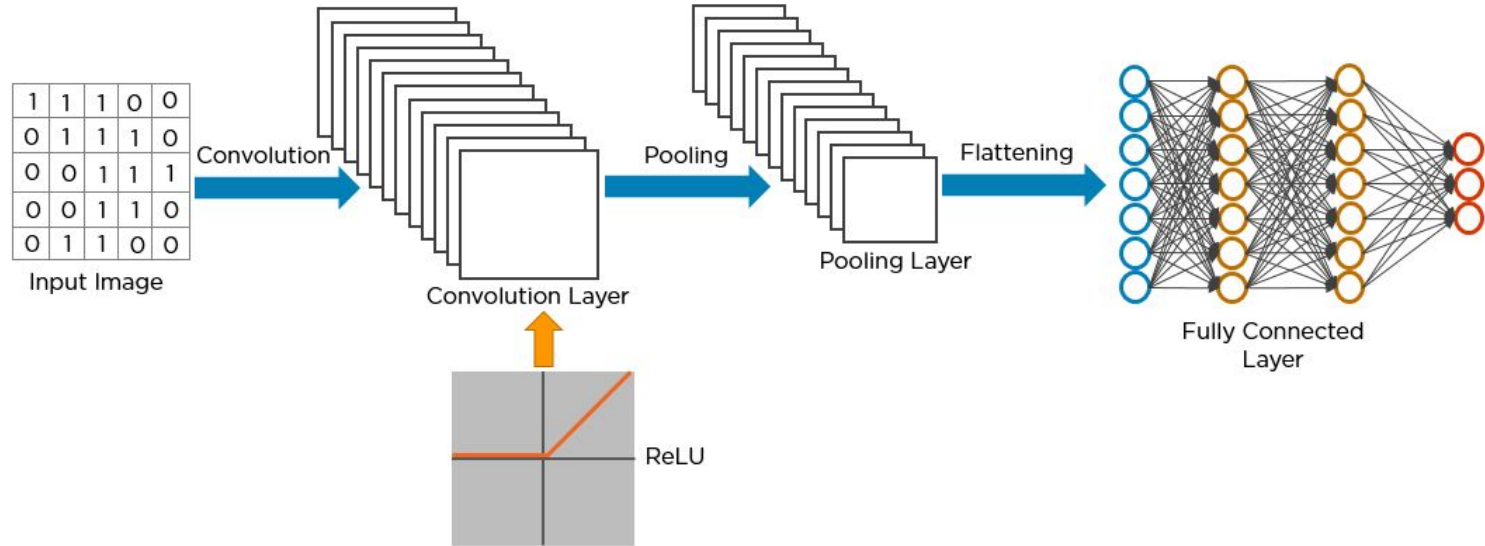 1 1 1 0 0
0 1 1 1 0
0 0 1 1 1
0 0 1 1 0
0 1 1 0 0
Input Image
Convolution
Convolution Layer
ReLU
Pooling
Pooling Layer
Flattening
Fully Connected
Layer